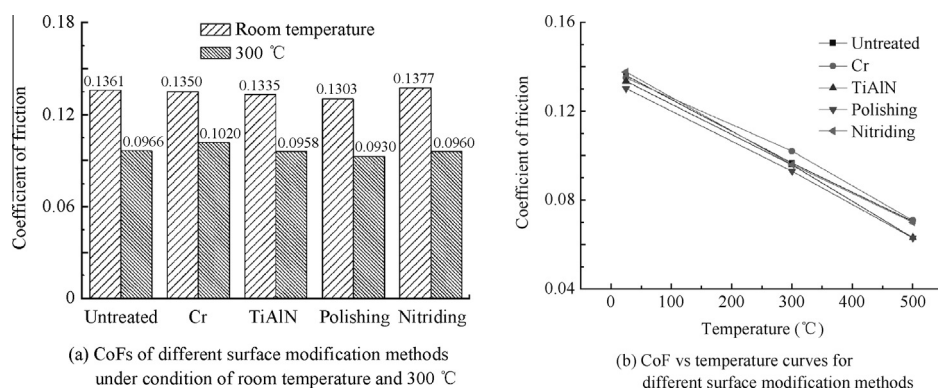 0.18
0.12
0.06
0
Coefficient of friction
Room temperature
300 ℃
0.1361
0.0966
0.1350
0.1020
0.1335
0.0958
0.1303
0.0930
0.1377
0.0960
Untreated Cr TiAlN Polishing Nitriding
(a) CoFs of different surface modification methods
under condition of room temperature and 300 ℃
0.16
0.12
0.08
0.04
Coefficient of friction
Untreated
Cr
TiAlN
Polishing
Nitriding
0 100 200 300 400 500
Temperature (℃)
(b) CoF vs temperature curves for
different surface modification methods